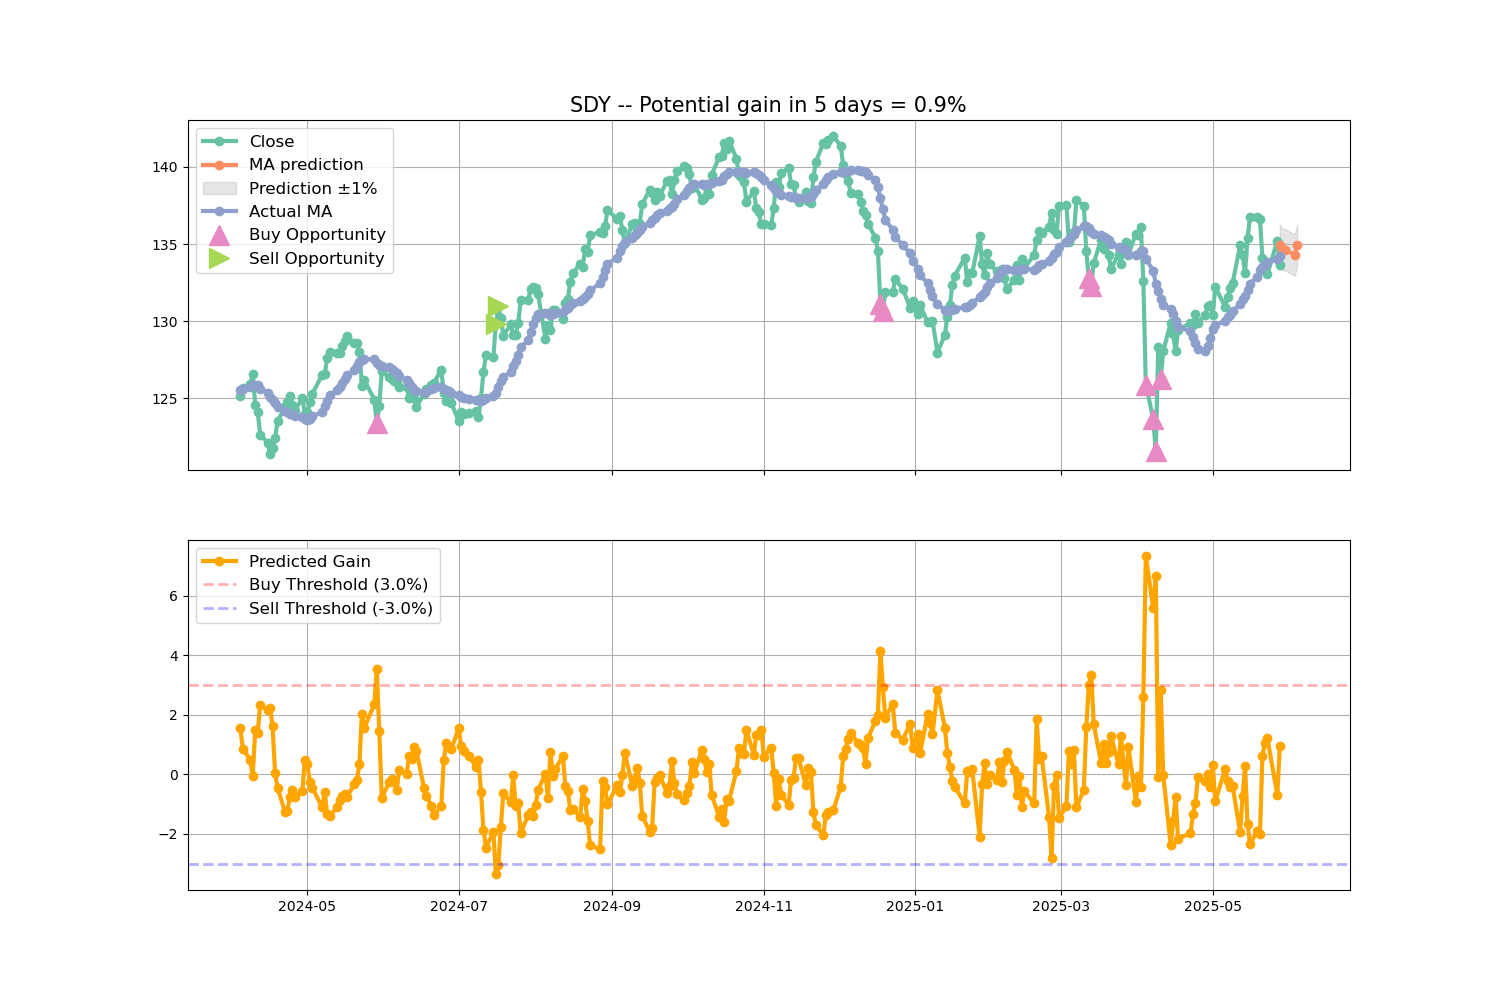 SDY -- Potential gain in 5 days = 0.9%
Close
MA prediction
Prediction ±1%
Actual MA
Buy Opportunity
Sell Opportunity
140
135
130
125
Predicted Gain
Buy Threshold (3.0%)
Sell Threshold (-3.0%)
6
4
2
0
−2
2024-05 2024-07 2024-09 2024-11 2025-01 2025-03 2025-05